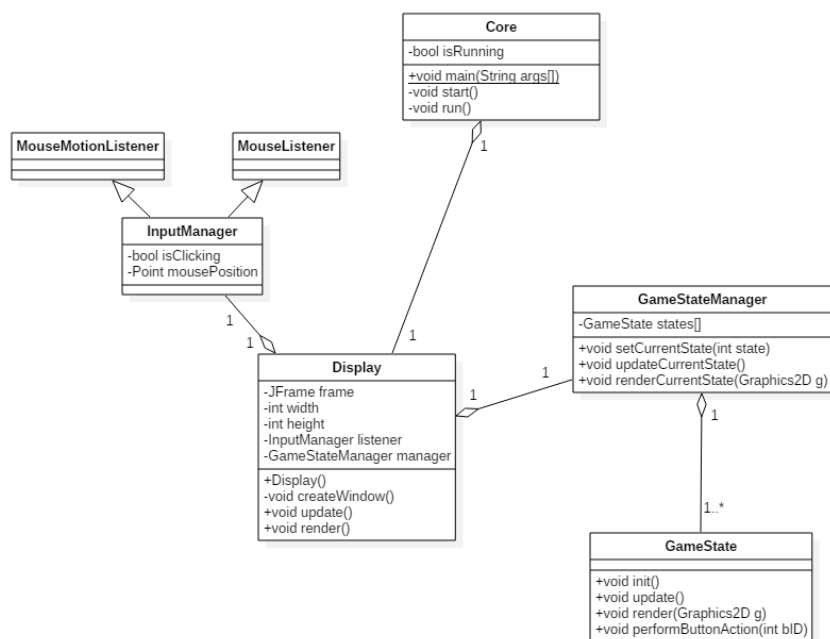 Core
-bool isRunning
+void main(String args[])
-void start()
-void run()
1
MouseMotionListener
MouseListener
InputManager
-bool isClicking
-Point mousePosition
1
1
1
Display
-JFrame frame
-int width
-int height
-InputManager listener
-GameStateManager manager
+Display()
-void createWindow()
+void update()
+void render()
1
1
GameStateManager
-GameState states[]
+void setCurrentState(int state)
+void updateCurrentState()
+void renderCurrentState(Graphics2D g)
1
1..*
GameState
+void init()
+void update()
+void render(Graphics2D g)
+void performButtonAction(int bID)